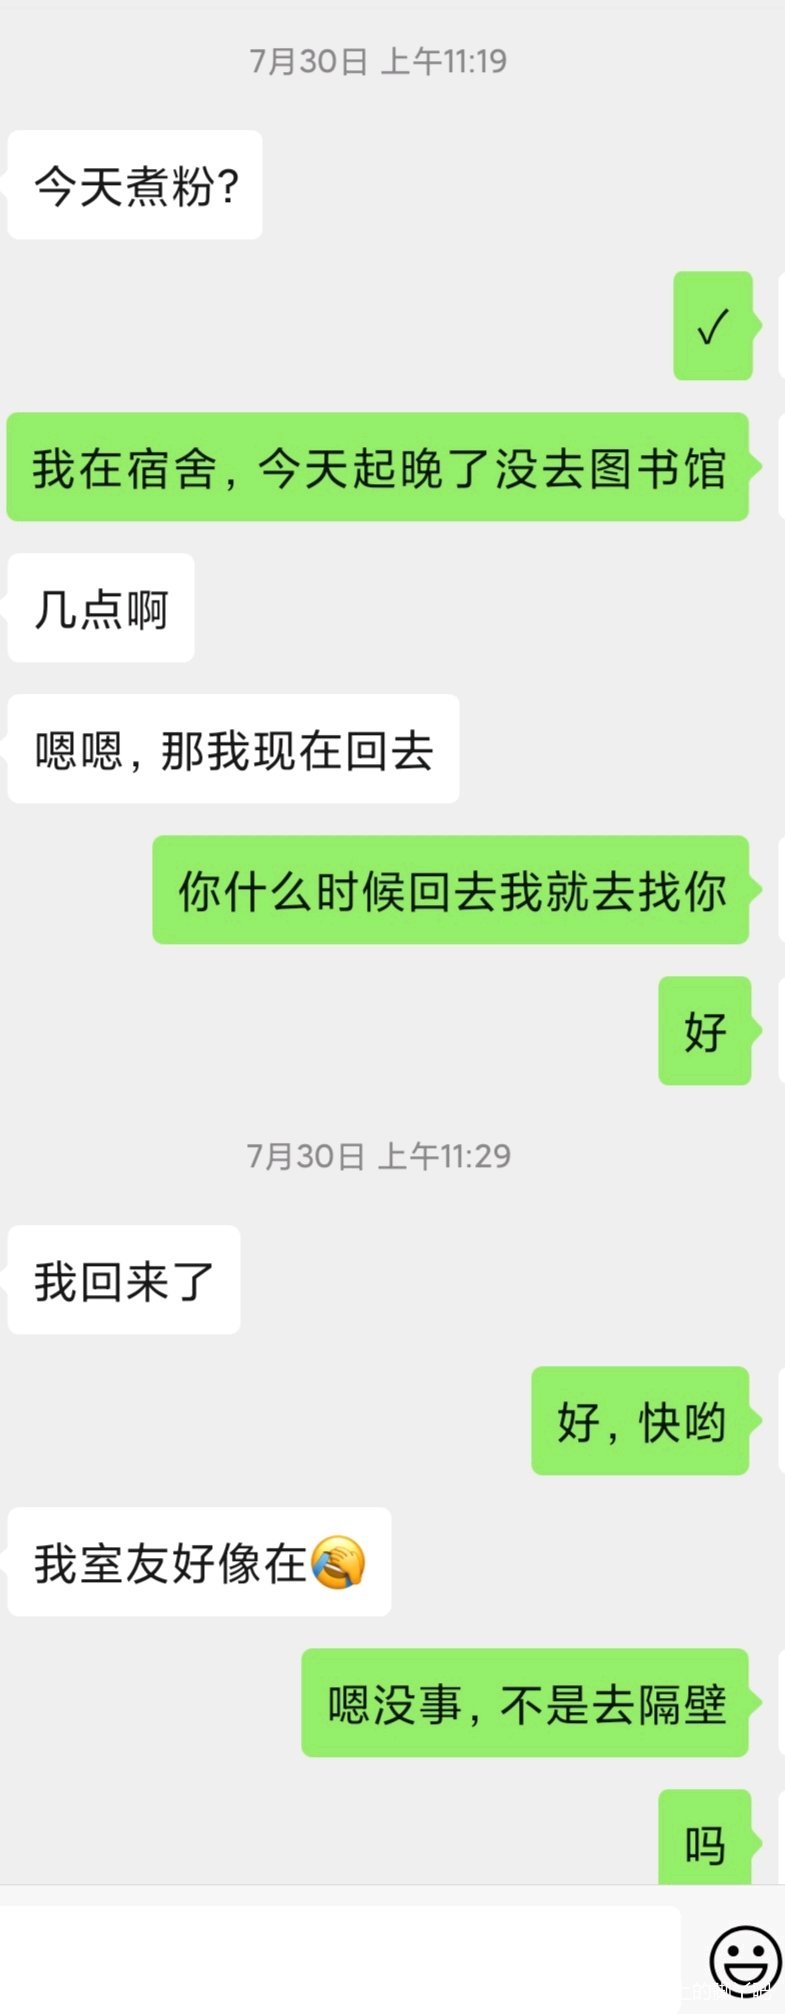 7月30日 上午11:19
今天煮粉?
✓
我在宿舍, 今天起晚了没去图书馆
几点啊
嗯嗯, 那我现在回去
你什么时候回去我就去找你
好
7月30日 上午11:29
我回来了
好, 快哟
我室友好像在🤦
嗯没事, 不是去隔壁
吗